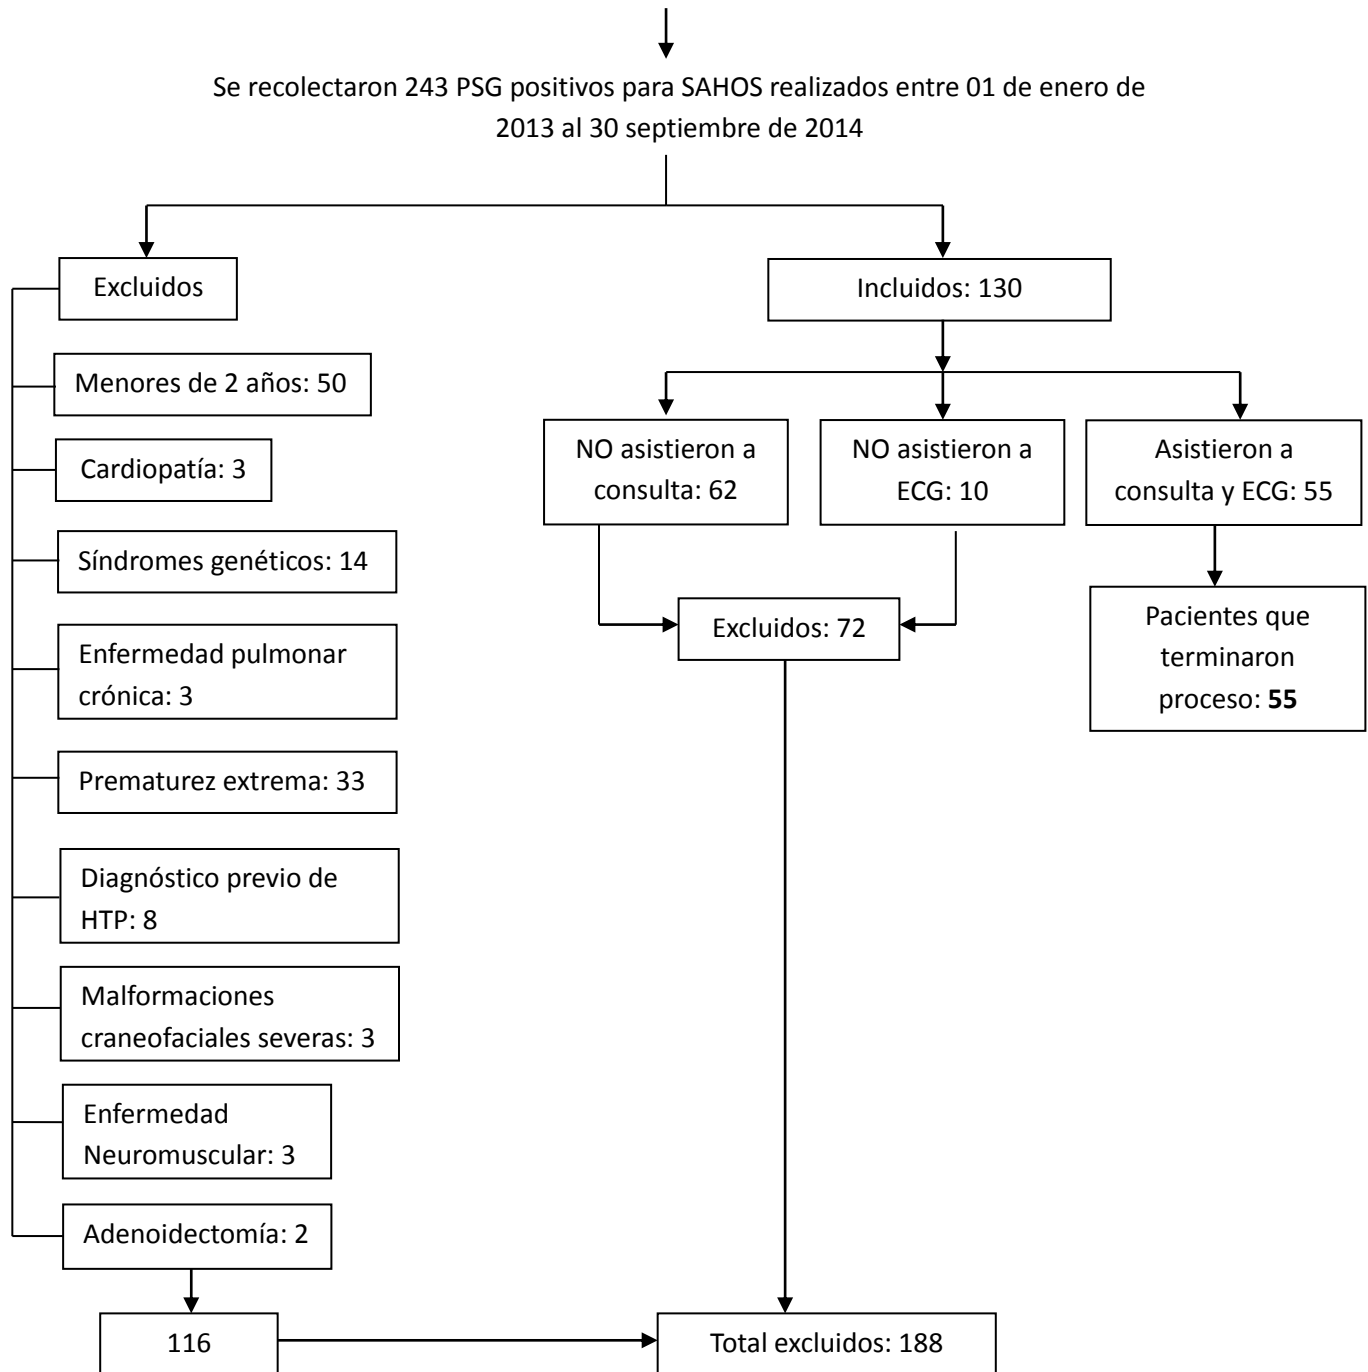 Se recolectaron 243 PSG positivos para SAHOS realizados entre 01 de enero de
2013 al 30 septiembre de 2014
Excluidos
Menores de 2 años: 50
Cardiopatía: 3
Síndromes genéticos: 14
Enfermedad pulmonar
crónica: 3
Prematurez extrema: 33
Diagnóstico previo de
HTP: 8
Malformaciones
craneofaciales severas: 3
Enfermedad
Neuromuscular: 3
Adenoidectomía: 2
116
Incluidos: 130
NO asistieron a
consulta: 62
NO asistieron a
ECG: 10
Asistieron a
consulta y ECG: 55
Excluidos: 72
Pacientes que
terminaron
proceso: 55
Total excluidos: 188